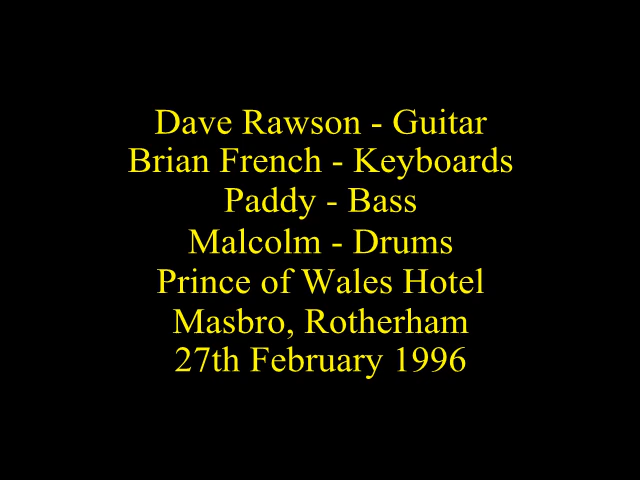 Dave Rawson - Guitar
Brian French - Keyboards
Paddy - Bass
Malcolm - Drums
Prince of Wales Hotel
Masbro, Rotherham
27th February 1996